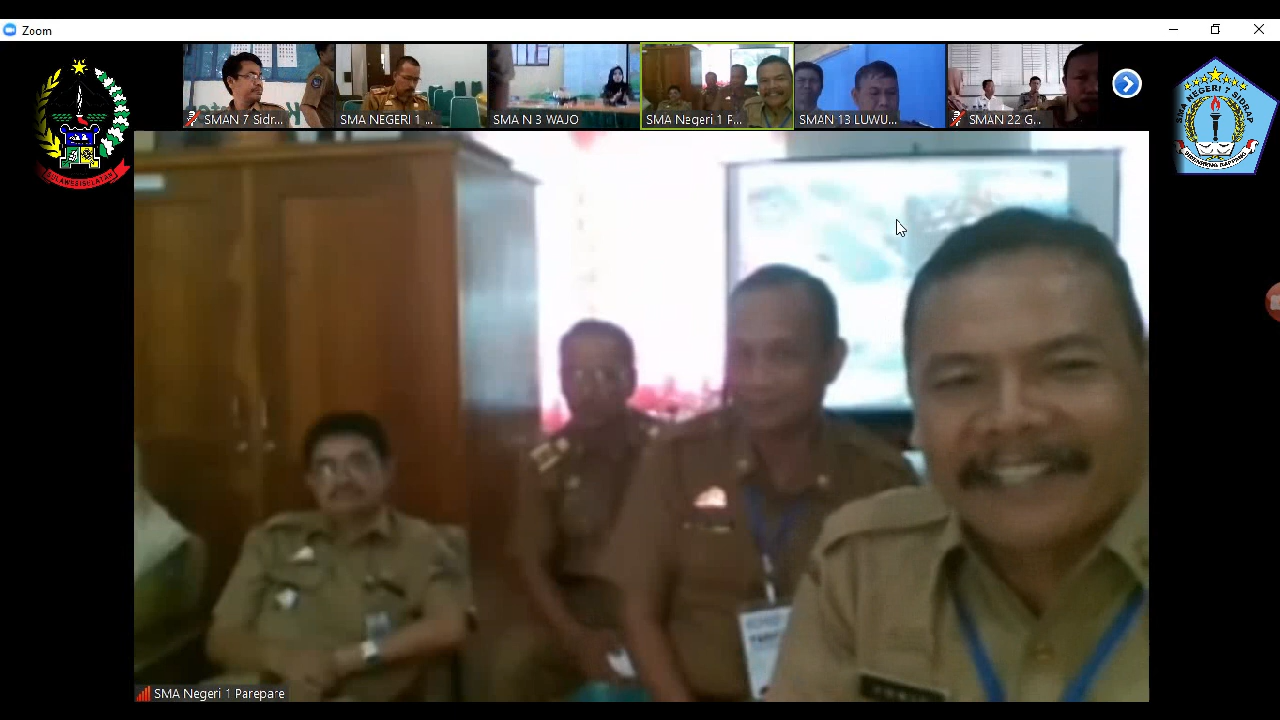 Zoom
SMAN 7 Sidr...
SMA NEGERI 1 ...
SMA N 3 WAJO
SMA Negeri 1 P...
SMAN 13 LUWU...
SMAN 22 G...
SULAWESI SELATAN
SMA NEGERI 7 SIDRAP
SMA Negeri 1 Parepare